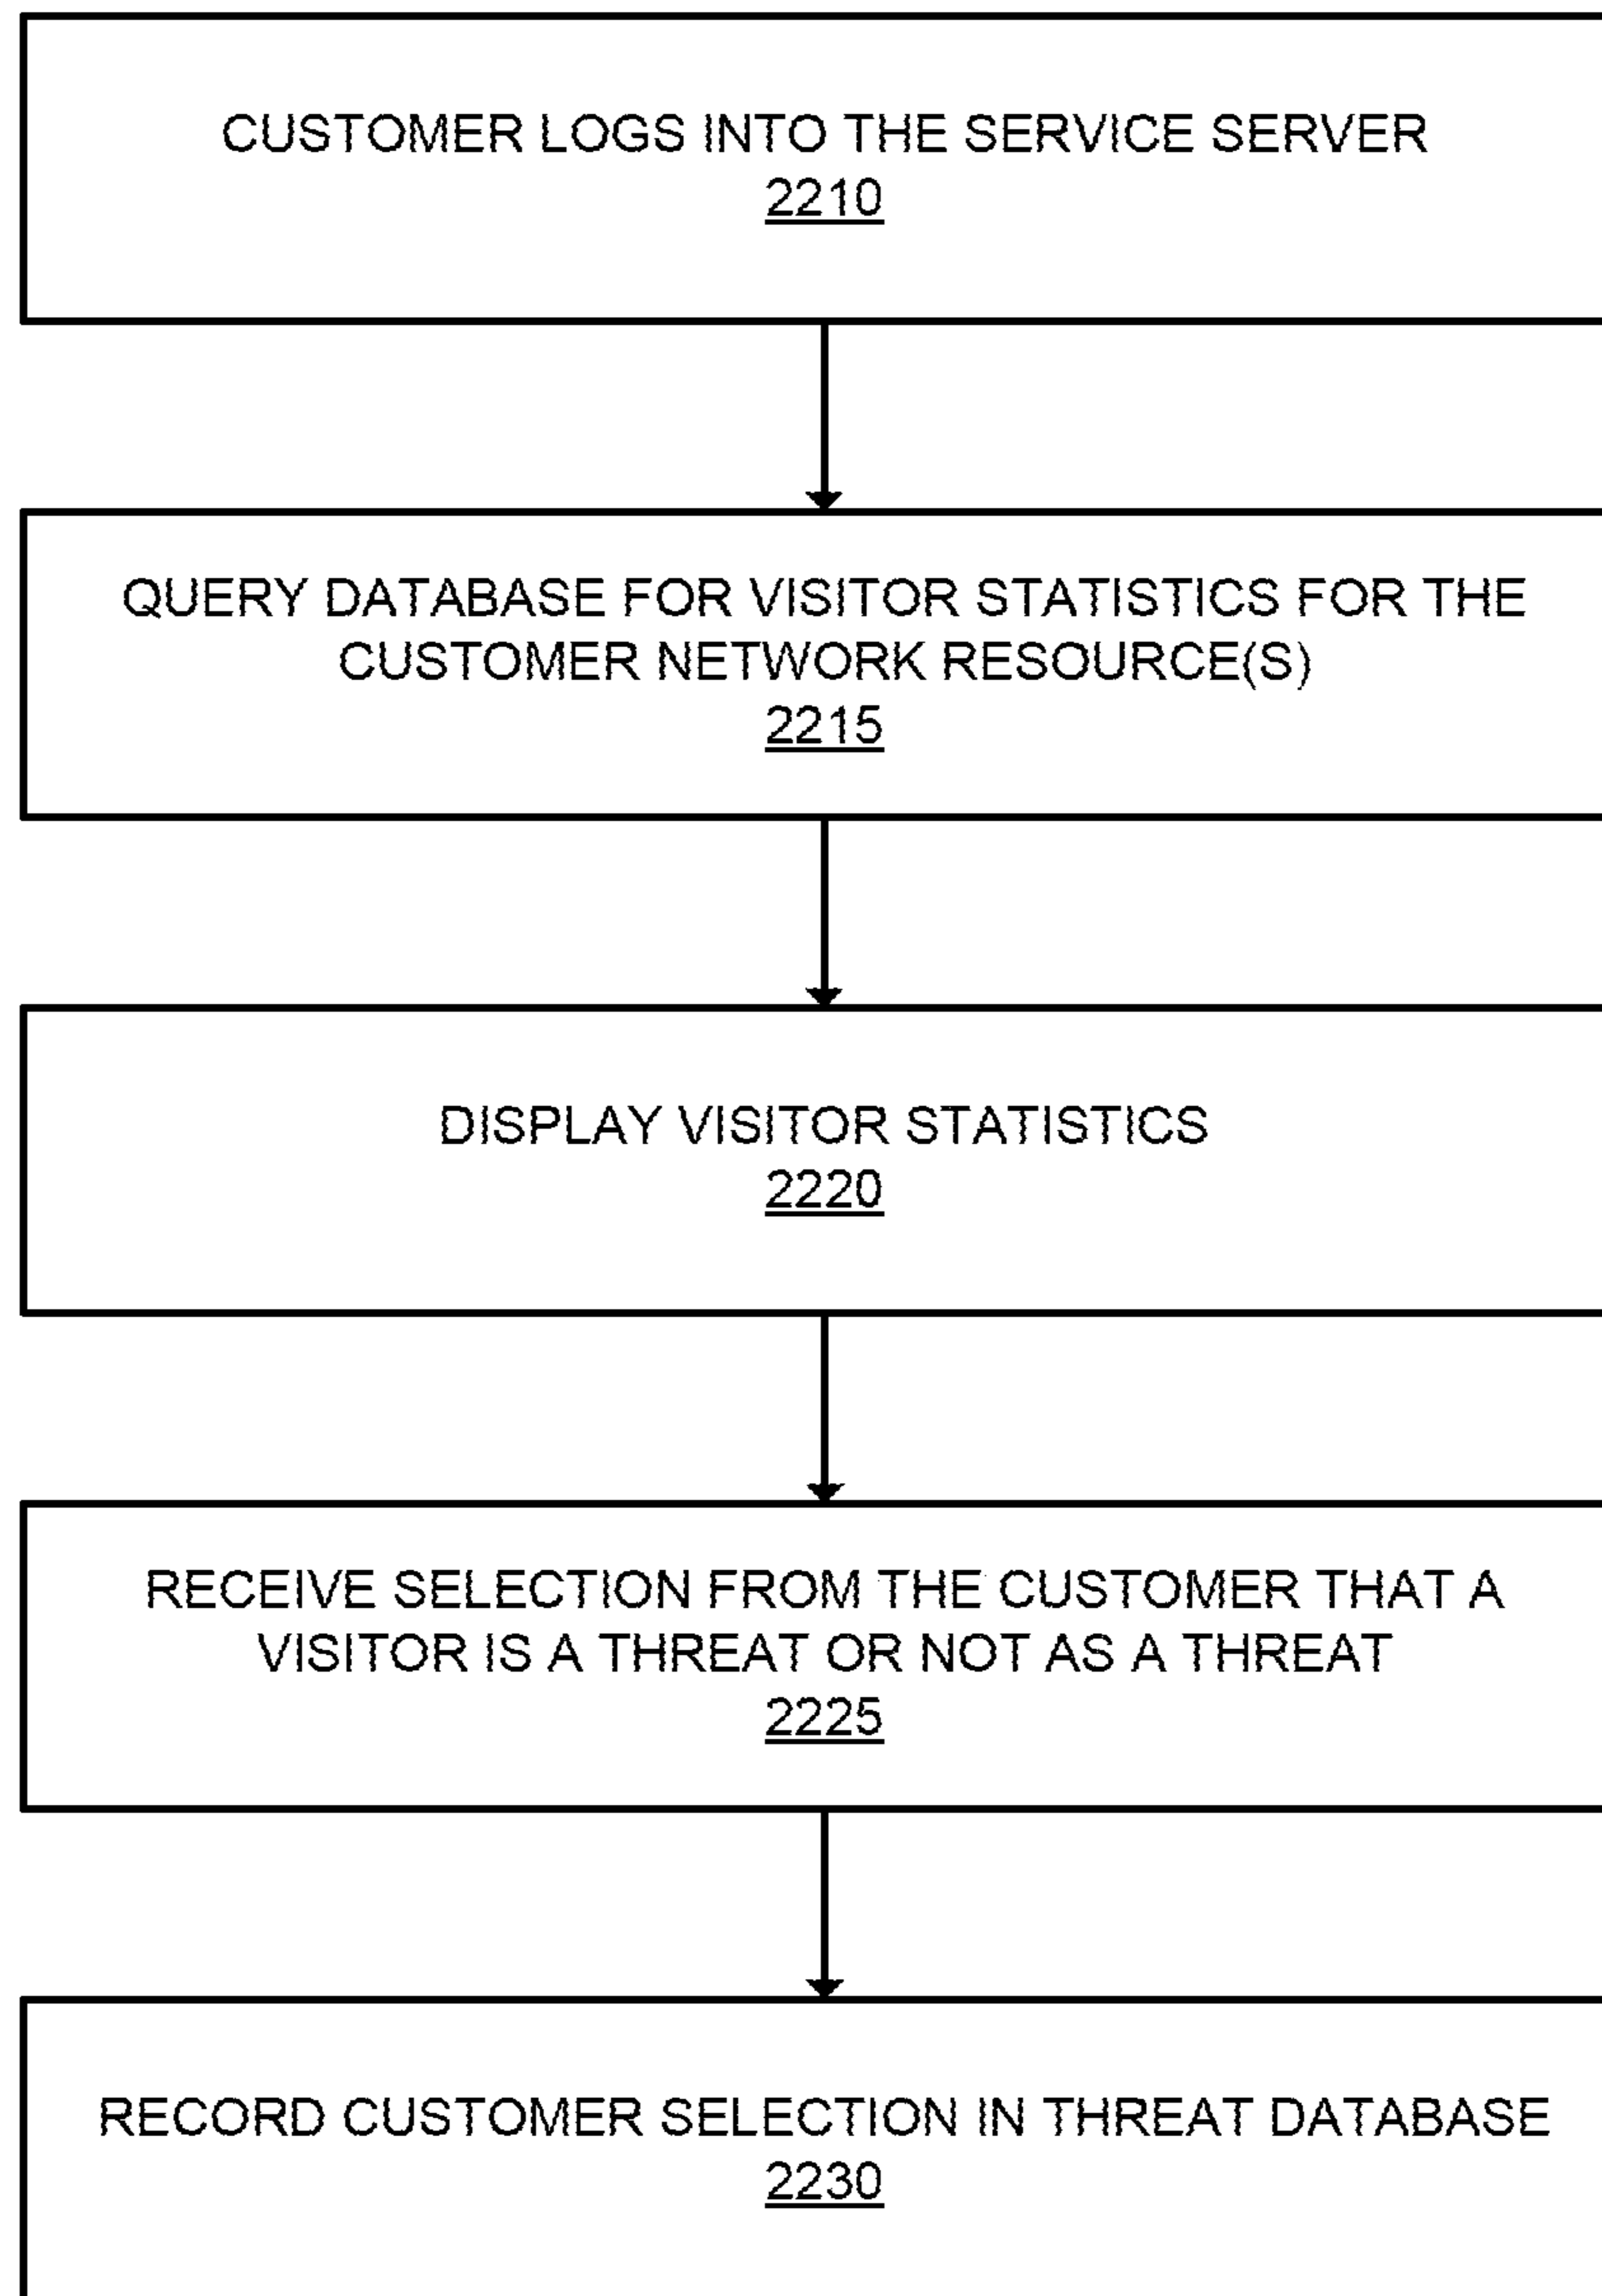 CUSTOMER LOGS INTO THE SERVICE SERVER
2210
QUERY DATABASE FOR VISITOR STATISTICS FOR THE
CUSTOMER NETWORK RESOURCE(S)
2215
DISPLAY VISITOR STATISTICS
2220
RECEIVE SELECTION FROM THE CUSTOMER THAT A
VISITOR IS A THREAT OR NOT AS A THREAT
2225
RECORD CUSTOMER SELECTION IN THREAT DATABASE
2230